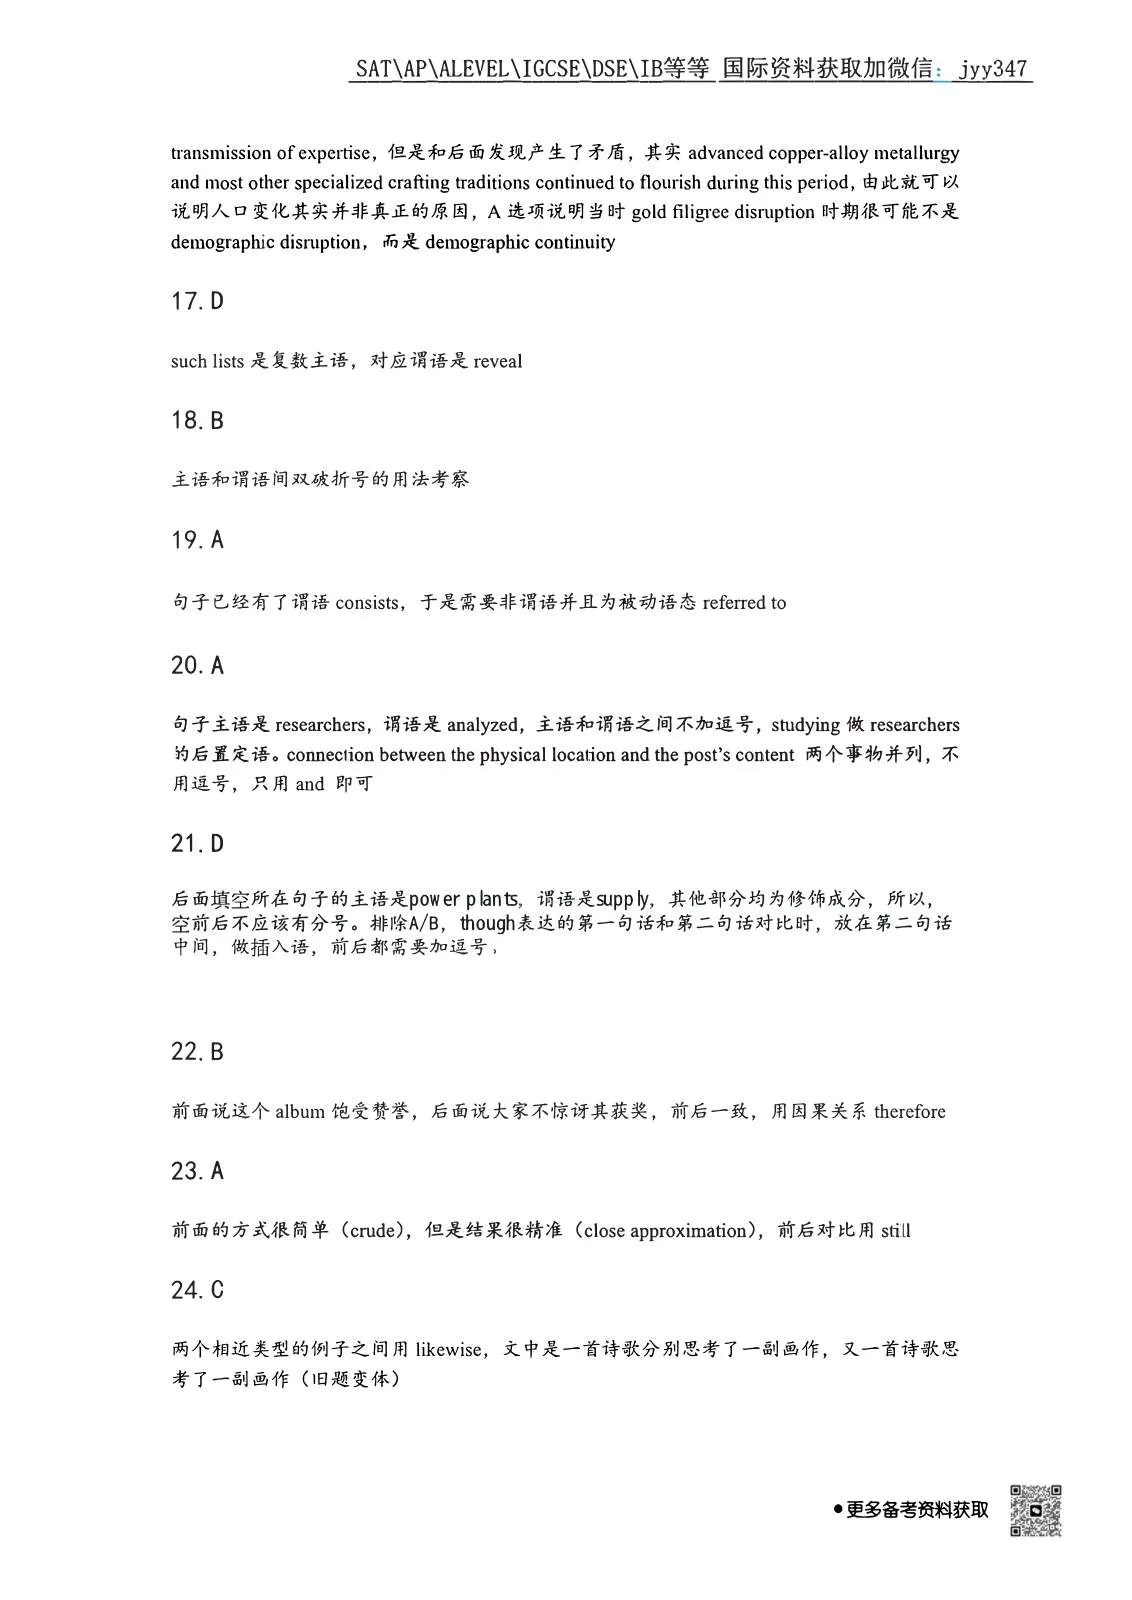 SAT\AP\ALEVEL\IGCSE\DSE\IB等等 国际资料获取加微信：jyy347
transmission of expertise，但是和后面发现产生了矛盾，其实 advanced copper-alloy metallurgy
and most other specialized crafting traditions continued to flourish during this period，由此就可以
说明人口变化其实并非真正的原因，A 选项说明当时 gold filigree disruption 时期很可能不是
demographic disruption，而是 demographic continuity
17. D
such lists 是复数主语，对应谓语是 reveal
18. B
主语和谓语间双破折号的用法考察
19. A
句子已经有了谓语 consists，于是需要非谓语并且为被动语态 referred to
20. A
句子主语是 researchers，谓语是 analyzed，主语和谓语之间不加逗号，studying 做 researchers
的后置定语。connection between the physical location and the post's content 两个事物并列，不
用逗号，只用 and 即可
21. D
后面填空所在句子的主语是power plants，谓语是supply，其他部分均为修饰成分，所以，
空前后不应该有分号。排除A/B，though表达的第一句话和第二句话对比时，放在第二句话
中间，做插入语，前后都需要加逗号，
22. B
前面说这个 album 饱受赞誉，后面说大家不惊讶其获奖，前后一致，用因果关系 therefore
23. A
前面的方式很简单（crude），但是结果很精准（close approximation），前后对比用 still
24. C
两个相近类型的例子之间用 likewise，文中是一首诗歌分别思考了一副画作，又一首诗歌思
考了一副画作（旧题变体）
●更多备考资料获取